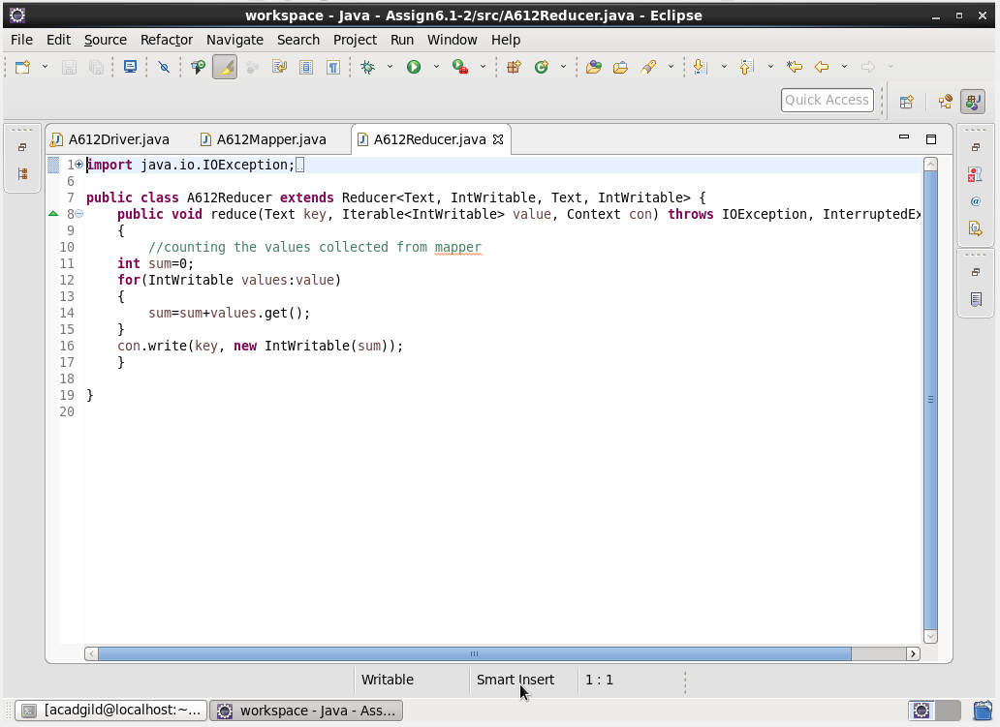 workspace - Java - Assign6.1-2/src/A612Reducer.java - Eclipse
File Edit Source Refactor Navigate Search Project Run Window Help
Quick Access
A612Driver.java A612Mapper.java A612Reducer.java
1 import java.io.IOException;
6
7 public class A612Reducer extends Reducer<Text, IntWritable, Text, IntWritable> {
8 public void reduce(Text key, Iterable<IntWritable> value, Context con) throws IOException, InterruptedEx
9 {
10 //counting the values collected from mapper
11 int sum=0;
12 for(IntWritable values:value)
13 {
14 sum=sum+values.get();
15 }
16 con.write(key, new IntWritable(sum));
17 }
18
19 }
20
Writable Smart Insert 1 : 1
[acadgild@localhost:~... workspace - Java - Ass...